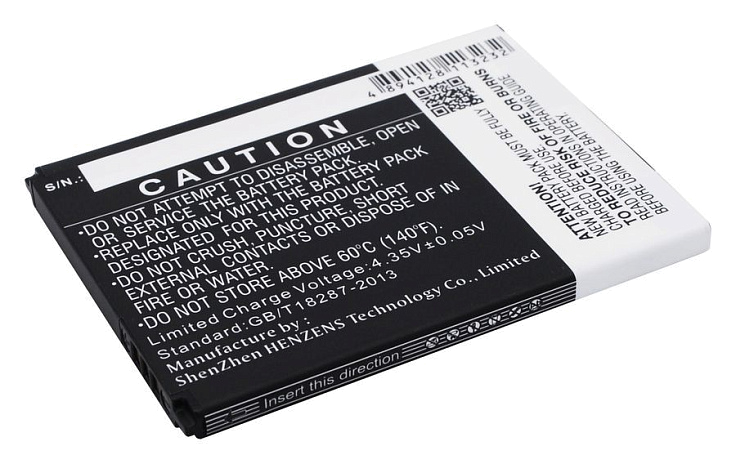 S/N.:
CAUTION
•DO NOT ATTEMPT TO DISASSEMBLE, OPEN
OR SERVICE THE BATTERY PACK.
•REPLACE ONLY WITH THE BATTERY PACK
DESIGNATED FOR THIS PRODUCT.
•DO NOT CRUSH, PUNCTURE, SHORT
EXTERNAL CONTACTS OR DISPOSE OF IN
FIRE OR WATER.
•DO NOT STORE ABOVE 60℃ (140℉).
Limited Charge Voltage:4.35V±0.05V
Standard:GB/T18287-2013
Manufacture by:
ShenZhen HENZENS Technology Co., Limited
Insert this direction
4 894128 113232
ATTENTION!
NEW BATTERY PACK MUST BE FULLY
CHARGED BEFORE USE.
TO REDUCE RISK OF FIRE OR BURNS
READ INSTRUCTIONS OR OPERATING GUIDE
BEFORE USING THE BATTERY.